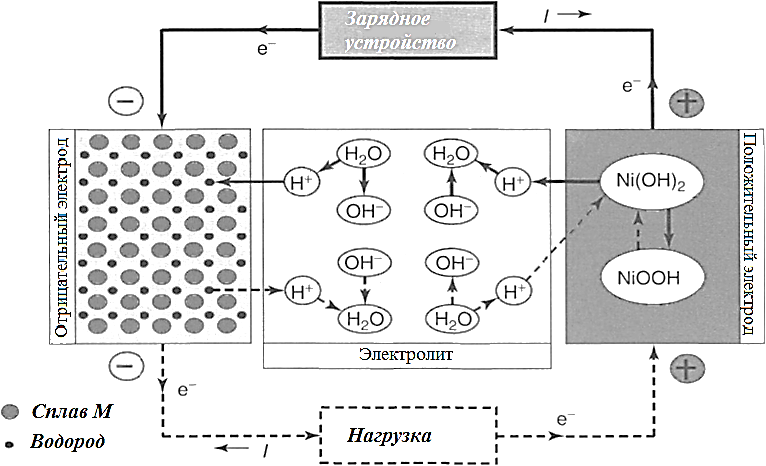 Зарядное
устройство
I
e⁻
e⁻
−
+
Отрицательный электрод
Положительный электрод
H₂O
H⁺
OH⁻
H₂O
H⁺
OH⁻
Ni(OH)₂
OH⁻
H⁺
H₂O
OH⁻
H⁺
H₂O
NiOOH
Электролит
−
+
e⁻
e⁻
I
Нагрузка
Сплав М
Водород